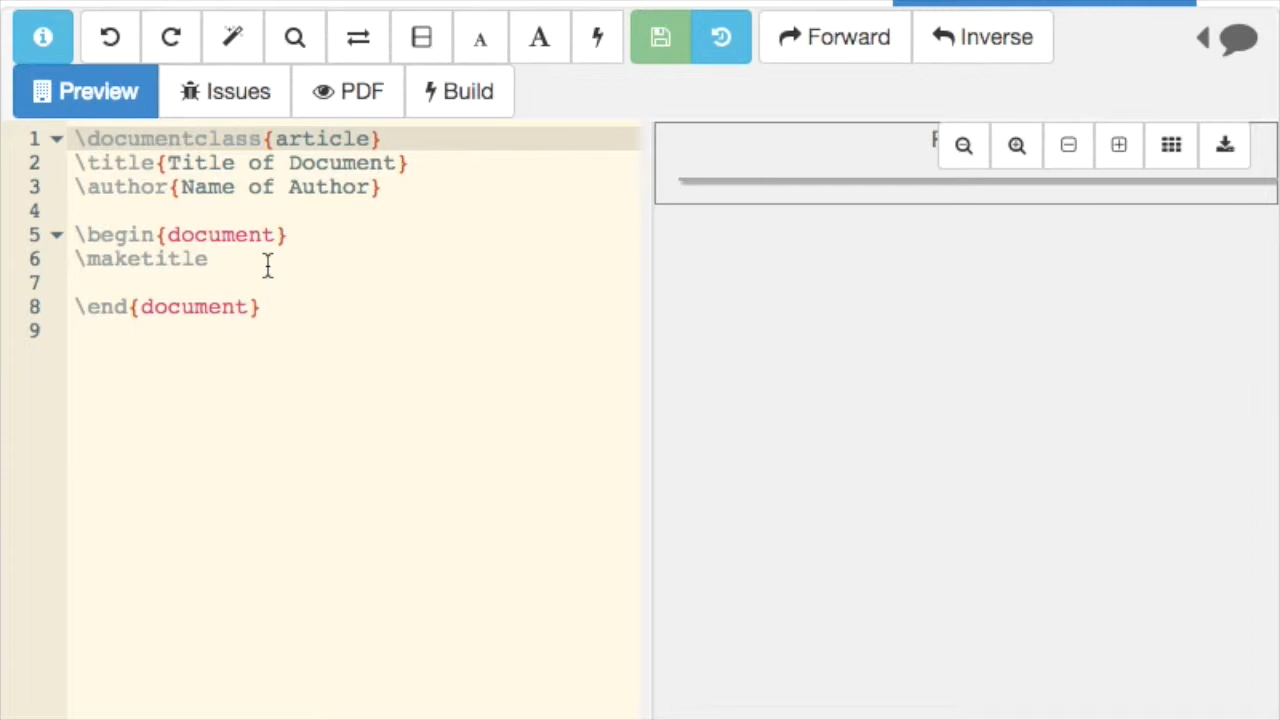 Forward
Inverse
Preview
Issues
PDF
Build
1 \documentclass{article}
2 \title{Title of Document}
3 \author{Name of Author}
4
5 \begin{document}
6 \maketitle
7
8 \end{document}
9